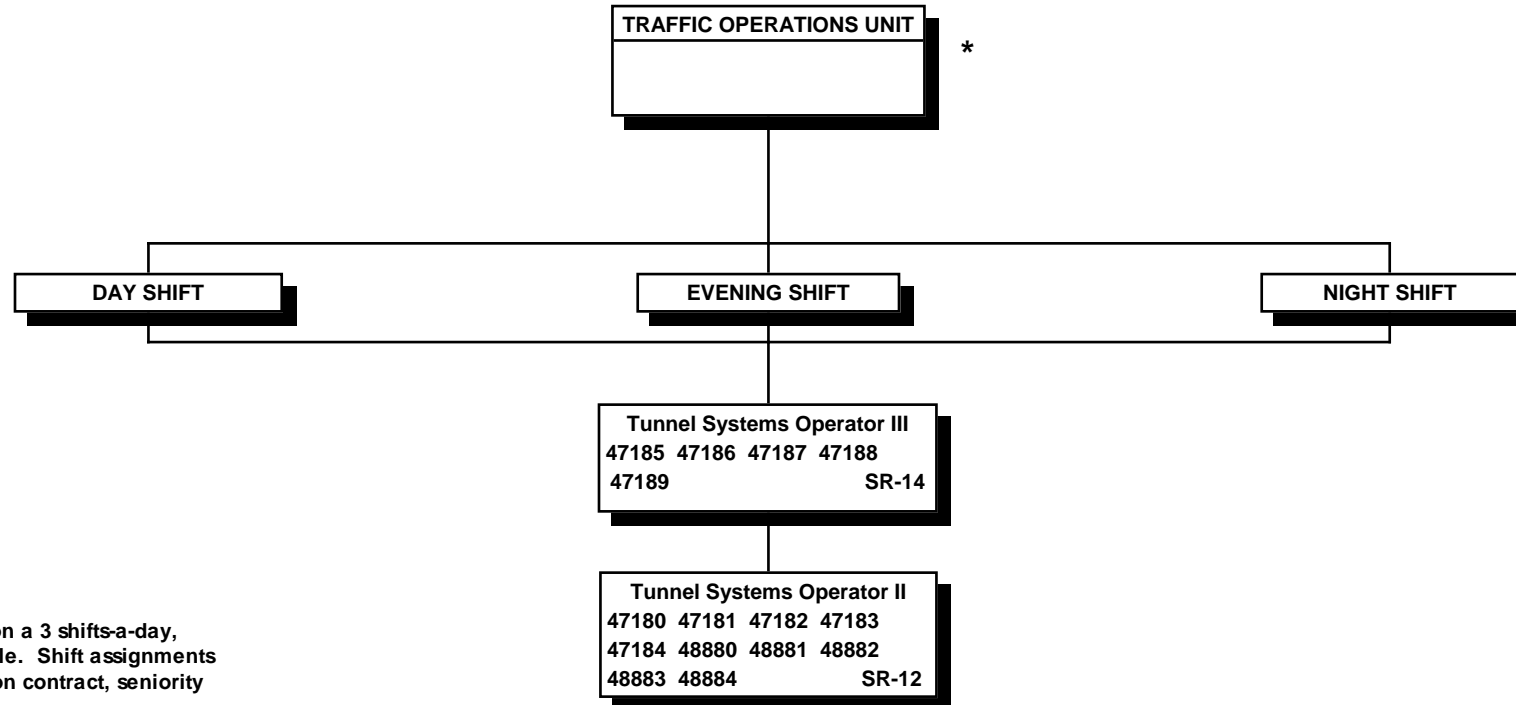 TRAFFIC OPERATIONS UNIT
*
DAY SHIFT
EVENING SHIFT
NIGHT SHIFT
Tunnel Systems Operator III
47185 47186 47187 47188
47189 SR-14
Tunnel Systems Operator II
47180 47181 47182 47183
47184 48880 48881 48882
48883 48884 SR-12
on a 3 shifts-a-day,
le. Shift assignments
on contract, seniority